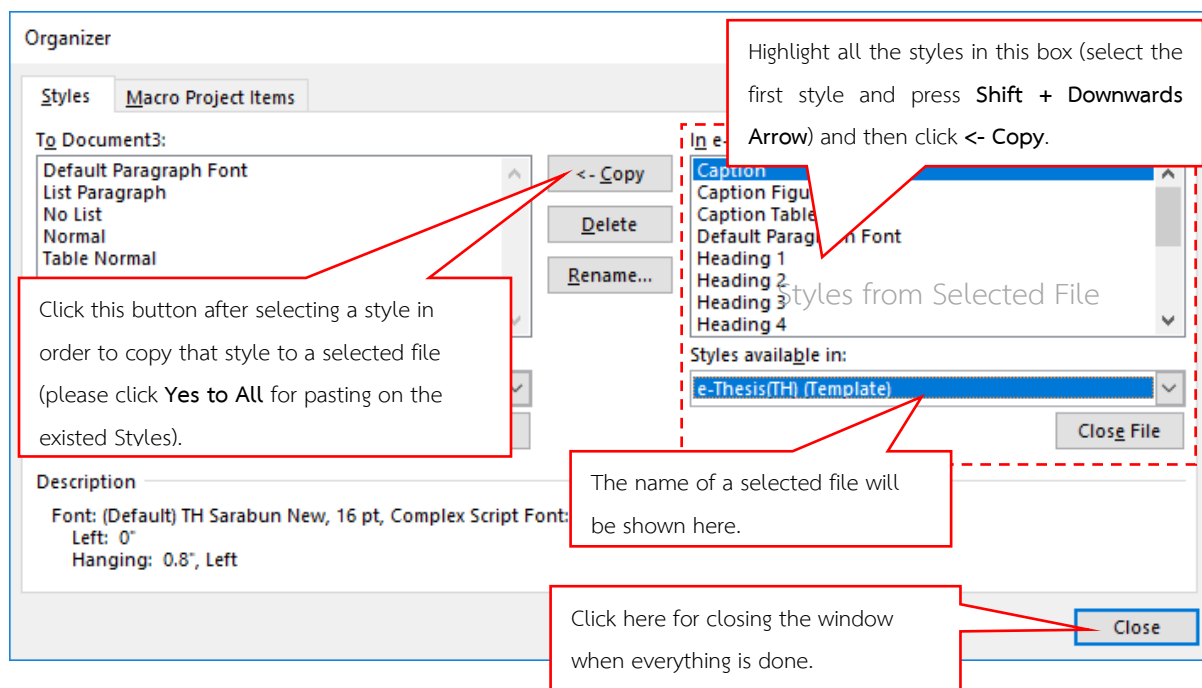 Organizer
Highlight all the styles in this box (select the
first style and press Shift + Downwards
Arrow) and then click <- Copy.
Styles
Macro Project Items
To Document3:
In e-
Default Paragraph Font
List Paragraph
No List
Normal
Table Normal
<- Copy
Delete
Rename...
Caption
Caption Figu
Caption Table
Default Paragraph Font
Heading 1
Heading 2
Heading 3
Heading 4
Styles from Selected File
Click this button after selecting a style in
order to copy that style to a selected file
(please click Yes to All for pasting on the
existed Styles).
Styles available in:
e-Thesis(TH) (Template)
Close File
The name of a selected file will
be shown here.
Description
Font: (Default) TH Sarabun New, 16 pt, Complex Script Font:
Left: 0"
Hanging: 0.8", Left
Click here for closing the window
when everything is done.
Close